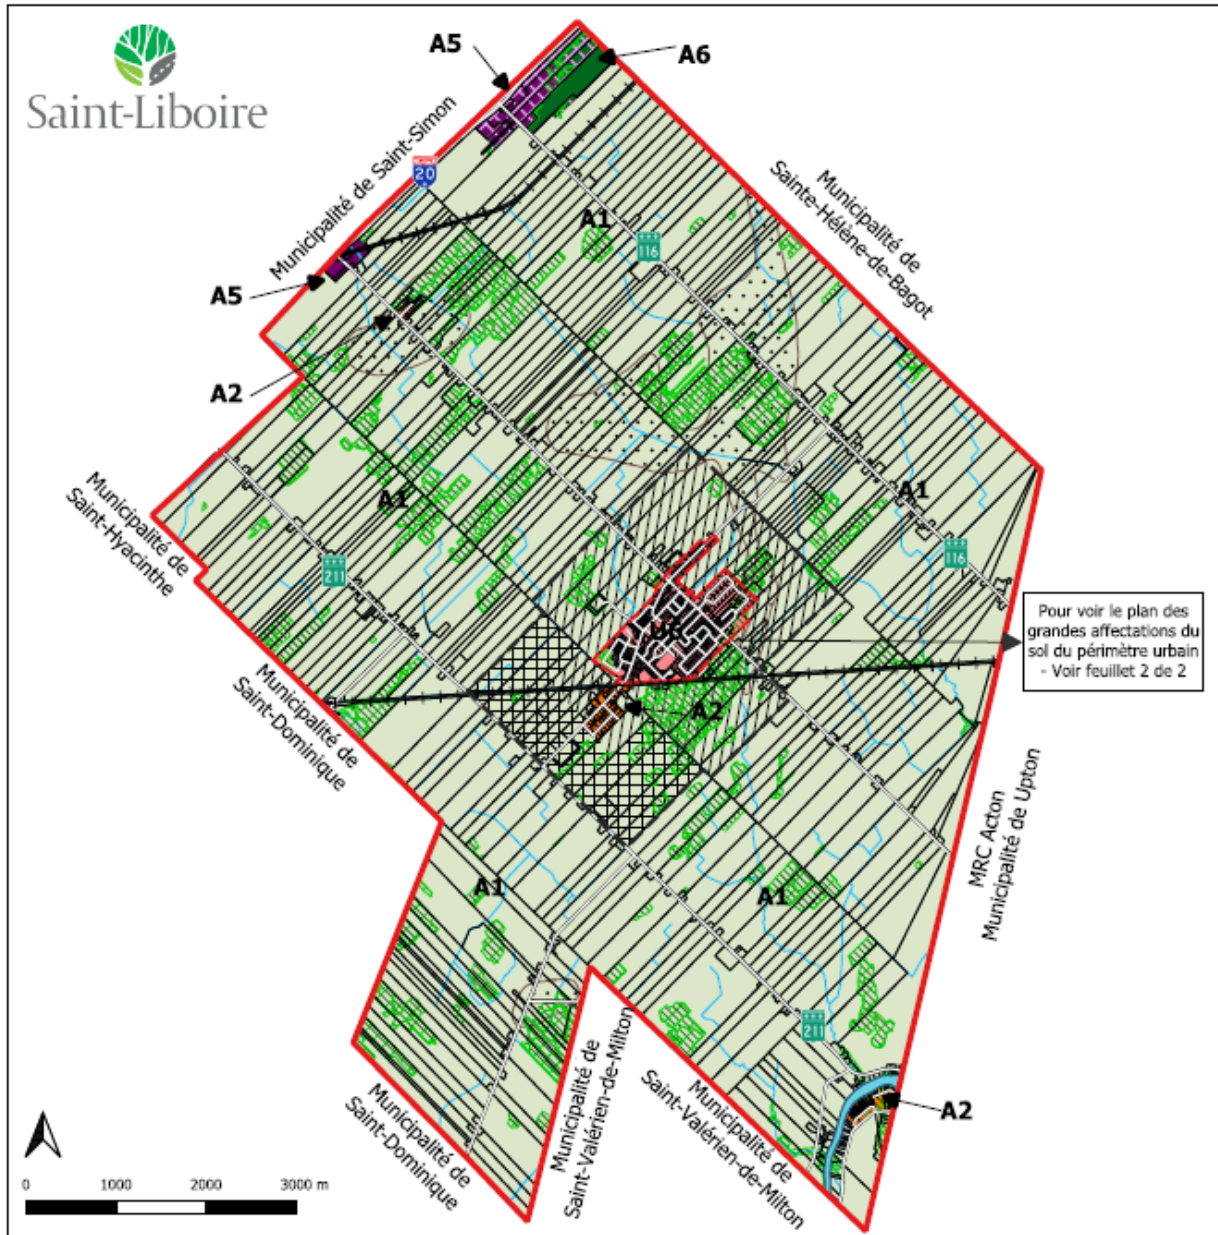 Saint-Liboire
A5
A6
Municipalité de Saint-Simon
20
Municipalité de
Sainte-Hélène-de-Bagot
A1
116
A5
A2
A1
A1
Municipalité de
Saint-Hyacinthe
211
116
Pour voir le plan des
grandes affectations du
sol du périmètre urbain
- Voir feuillet 2 de 2
UR
A2
Municipalité de
Saint-Dominique
MRC Acton
Municipalité de Upton
A1
A1
211
Municipalité de
Saint-Valérien-de-Milton
Municipalité de
Saint-Valérien-de-Milton
A2
Municipalité de
Saint-Dominique
0 1000 2000 3000 m